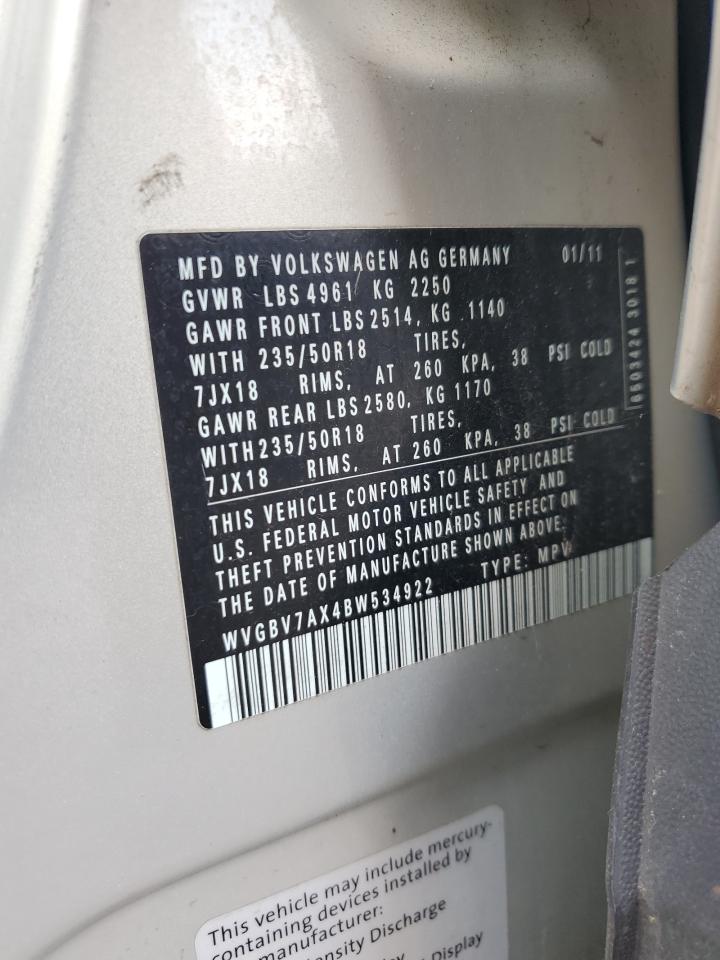 MFD BY VOLKSWAGEN AG GERMANY 01/11
GVWR LBS 4961 KG 2250
GAWR FRONT LBS 2514, KG .1140
WITH 235/50R18 TIRES,
7JX18 RIMS, AT 260 KPA, 38 PSI COLD
GAWR REAR LBS 2580, KG 1170
WITH 235/50R18 TIRES,
7JX18 RIMS, AT 260 KPA, 38 PSI COLD
6503424 3018 1
THIS VEHICLE CONFORMS TO ALL APPLICABLE
U.S. FEDERAL MOTOR VEHICLE SAFETY AND
THEFT PREVENTION STANDARDS IN EFFECT ON
THE DATE OF MANUFACTURE SHOWN ABOVE.
WVGBV7AX4BW534922 TYPE: MPV
This vehicle may include mercury-
containing devices installed by
manufacturer:
Discharge
Display